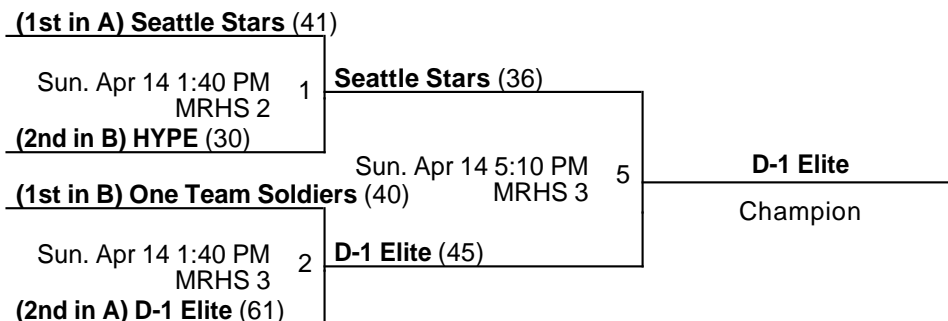 (1st in A) Seattle Stars (41)
Sun. Apr 14 1:40 PM 1
MRHS 2
Seattle Stars (36)
(2nd in B) HYPE (30)
Sun. Apr 14 5:10 PM 5
MRHS 3
D-1 Elite
Champion
(1st in B) One Team Soldiers (40)
Sun. Apr 14 1:40 PM 2
MRHS 3
D-1 Elite (45)
(2nd in A) D-1 Elite (61)